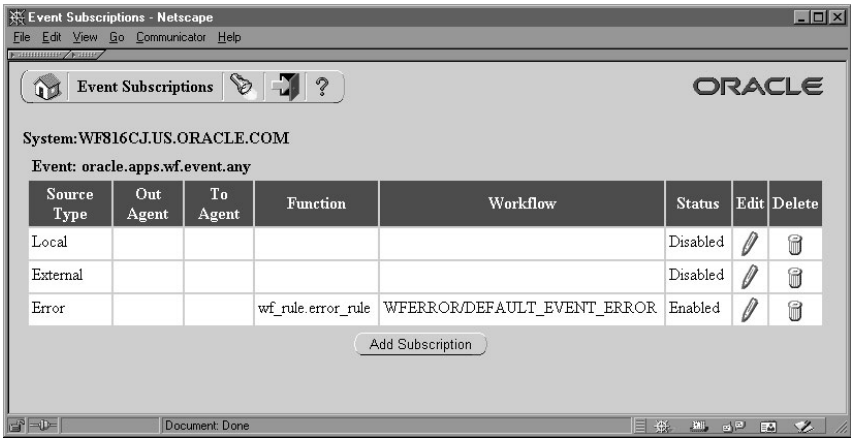 Event Subscriptions - Netscape
File Edit View Go Communicator Help
Event Subscriptions ?
ORACLE
System:WF816CJ.US.ORACLE.COM
Event: oracle.apps.wf.event.any
Source Type Out Agent To Agent Function Workflow Status Edit Delete
Local Disabled
External Disabled
Error wf_rule.error_rule WFERROR/DEFAULT_EVENT_ERROR Enabled
Add Subscription
Document: Done